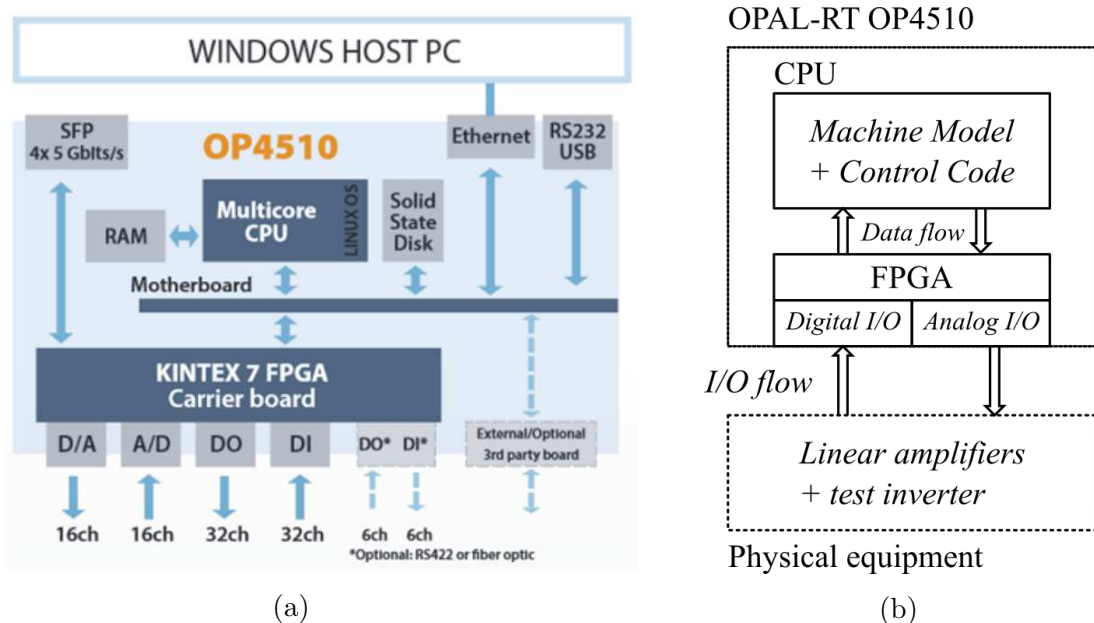 WINDOWS HOST PC
SFP
4x 5 Gbits/s
OP4510
Ethernet
RS232
USB
RAM
Multicore
CPU
LINUX OS
Solid
State
Disk
Motherboard
KINTEX 7 FPGA
Carrier board
D/A
A/D
DO
DI
DO*
DI*
External/Optional
3rd party board
16ch
16ch
32ch
32ch
6ch
6ch
*Optional: RS422 or fiber optic
(a)
OPAL-RT OP4510
CPU
Machine Model
+ Control Code
Data flow
FPGA
Digital I/O
Analog I/O
I/O flow
Linear amplifiers
+ test inverter
Physical equipment
(b)